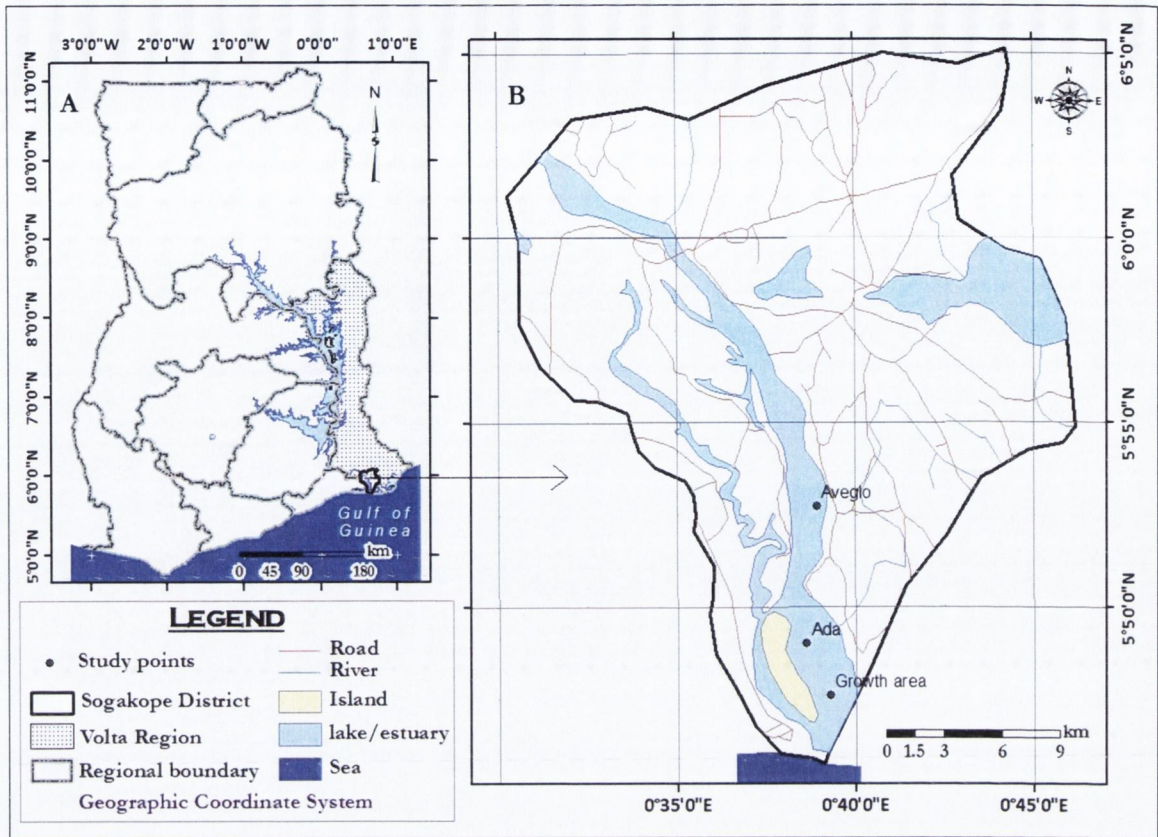 3°0'0"W 2°0'0"W 1°0'0"W 0°0'0" 1°0'0"E
11°0'0"N
10°0'0"N
9°0'0"N
8°0'0"N
7°0'0"N
6°0'0"N
5°0'0"N
A
N
S
Gulf of
Guinea
km
0 45 90 180
B
N
W E
S
6°5'0"N
6°0'0"N
5°55'0"N
5°50'0"N
Aveglo
Ada
Growth area
km
0 1.5 3 6 9
0°35'0"E 0°40'0"E 0°45'0"E
LEGEND
Study points
Sogakope District
Volta Region
Regional boundary
Road
River
Island
lake/estuary
Sea
Geographic Coordinate System